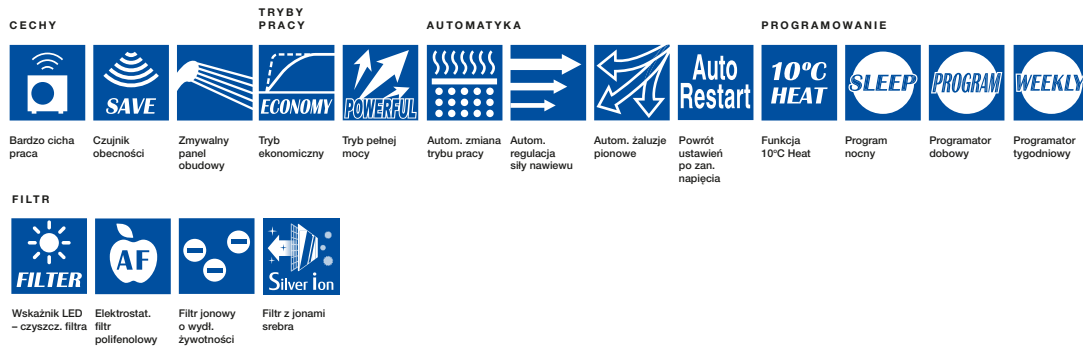 CECHY
TRYBY
PRACY
AUTOMATYKA
PROGRAMOWANIE
SAVE
ECONOMY
POWERFUL
Auto
Restart
10ºC
HEAT
SLEEP
PROGRAM
WEEKLY
Bardzo cicha
praca
Czujnik
obecności
Zmywalny
panel
obudowy
Tryb
ekonomiczny
Tryb pełnej
mocy
Autom. zmiana
trybu pracy
Autom.
regulacja
siły nawiewu
Autom. żaluzje
pionowe
Powrót
ustawień
po zan.
napięcia
Funkcja
10°C Heat
Program
nocny
Programator
dobowy
Programator
tygodniowy
FILTR
FILTER
AF
Silver ion
Wskaźnik LED
– czyszcz. filtra
Elektrostat.
filtr
polifenolowy
Filtr jonowy
o wydł.
żywotności
Filtr z jonami
srebra